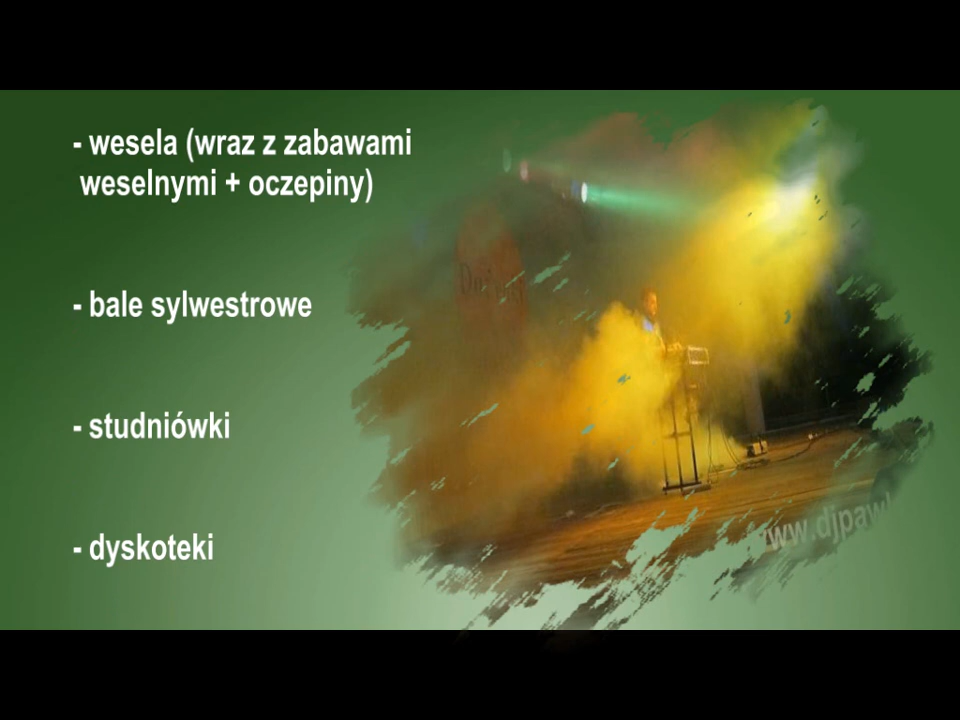 - wesela (wraz z zabawami
weselnymi + oczepiny)
- bale sylwestrowe
- studniówki
- dyskoteki